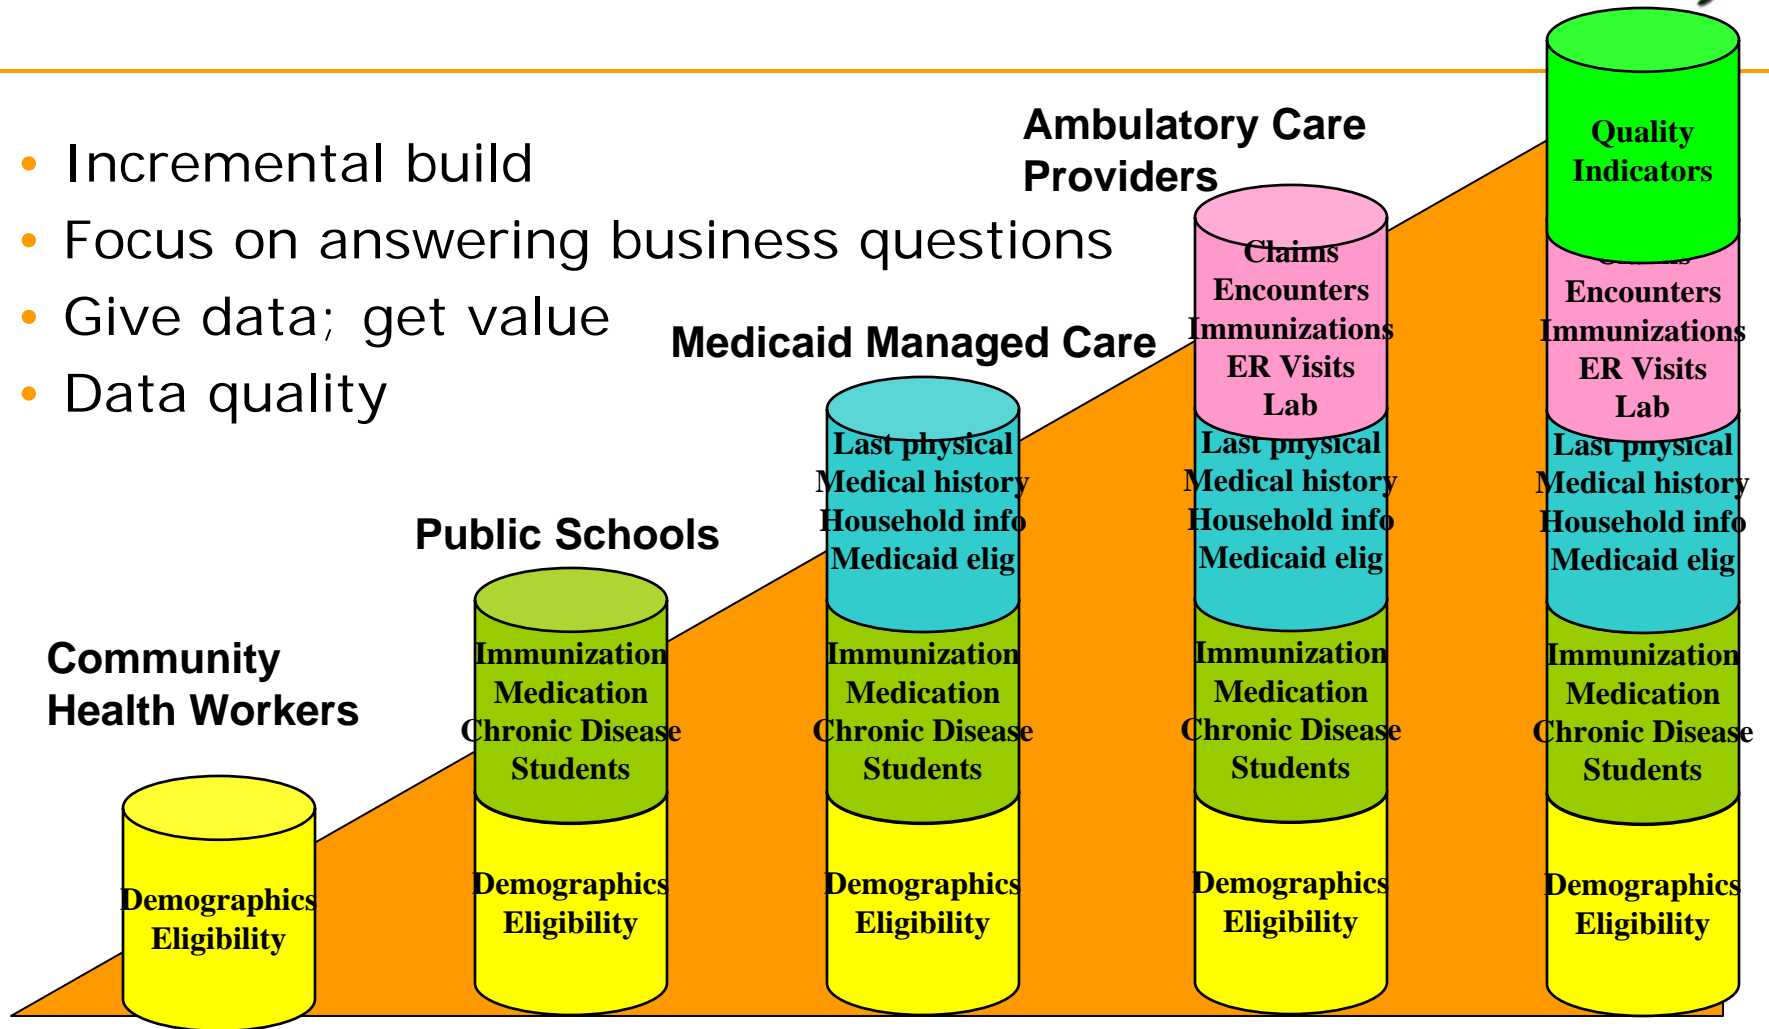 • Incremental build
• Focus on answering business questions
• Give data; get value
• Data quality
Community
Health Workers
Demographics
Eligibility
Public Schools
Immunization
Medication
Chronic Disease
Students
Demographics
Eligibility
Medicaid Managed Care
Last physical
Medical history
Household info
Medicaid elig
Immunization
Medication
Chronic Disease
Students
Demographics
Eligibility
Ambulatory Care
Providers
Claims
Encounters
Immunizations
ER Visits
Lab
Last physical
Medical history
Household info
Medicaid elig
Immunization
Medication
Chronic Disease
Students
Demographics
Eligibility
Quality
Indicators
Encounters
Immunizations
ER Visits
Lab
Last physical
Medical history
Household info
Medicaid elig
Immunization
Medication
Chronic Disease
Students
Demographics
Eligibility